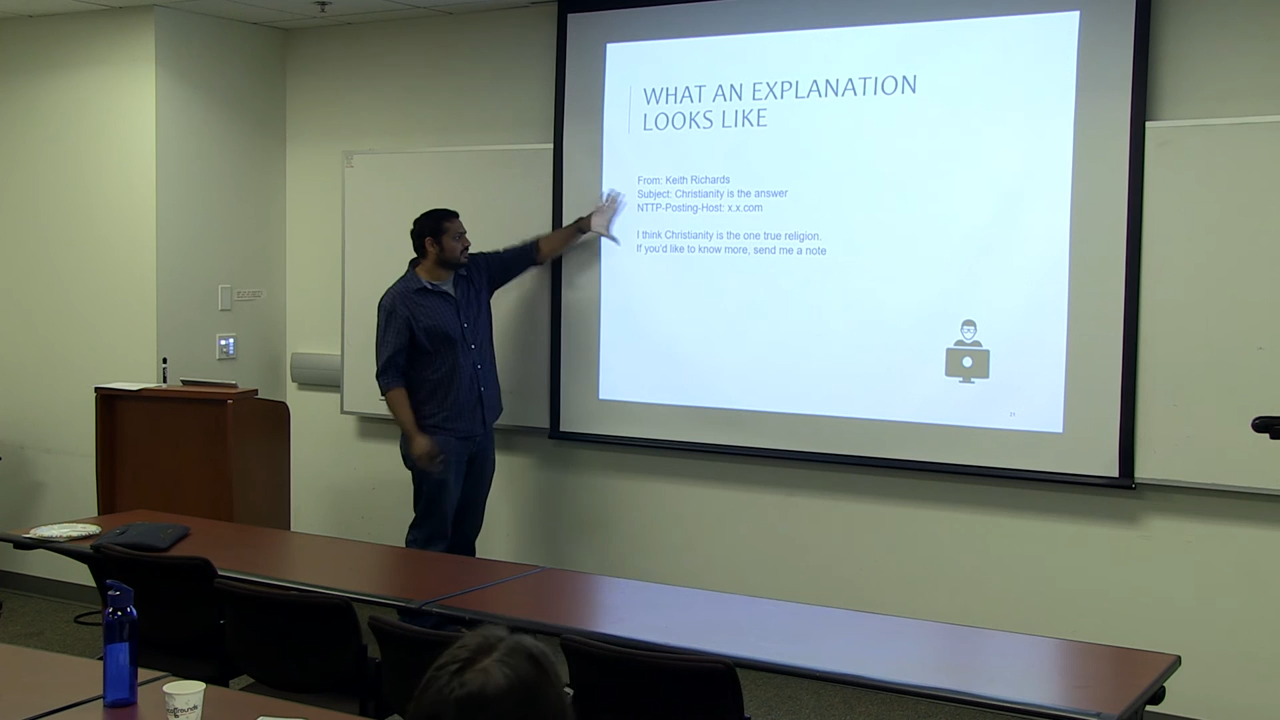 WHAT AN EXPLANATION
LOOKS LIKE
From: Keith Richards
Subject: Christianity is the answer
NTTP-Posting-Host: x.x.com
I think Christianity is the one true religion.
If you'd like to know more, send me a note
31